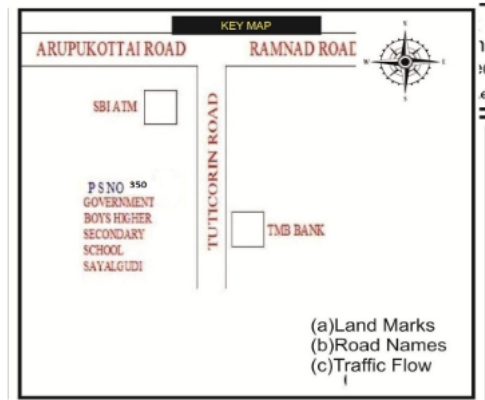 KEY MAP
ARUPUKOTTAI ROAD
RAMNAD ROAD
SBI ATM
TUTICORIN ROAD
P S NO 350
GOVERNMENT
BOYS HIGHER
SECONDARY
SCHOOL
SAYALGUDI
TMB BANK
(a)Land Marks
(b)Road Names
(c)Traffic Flow